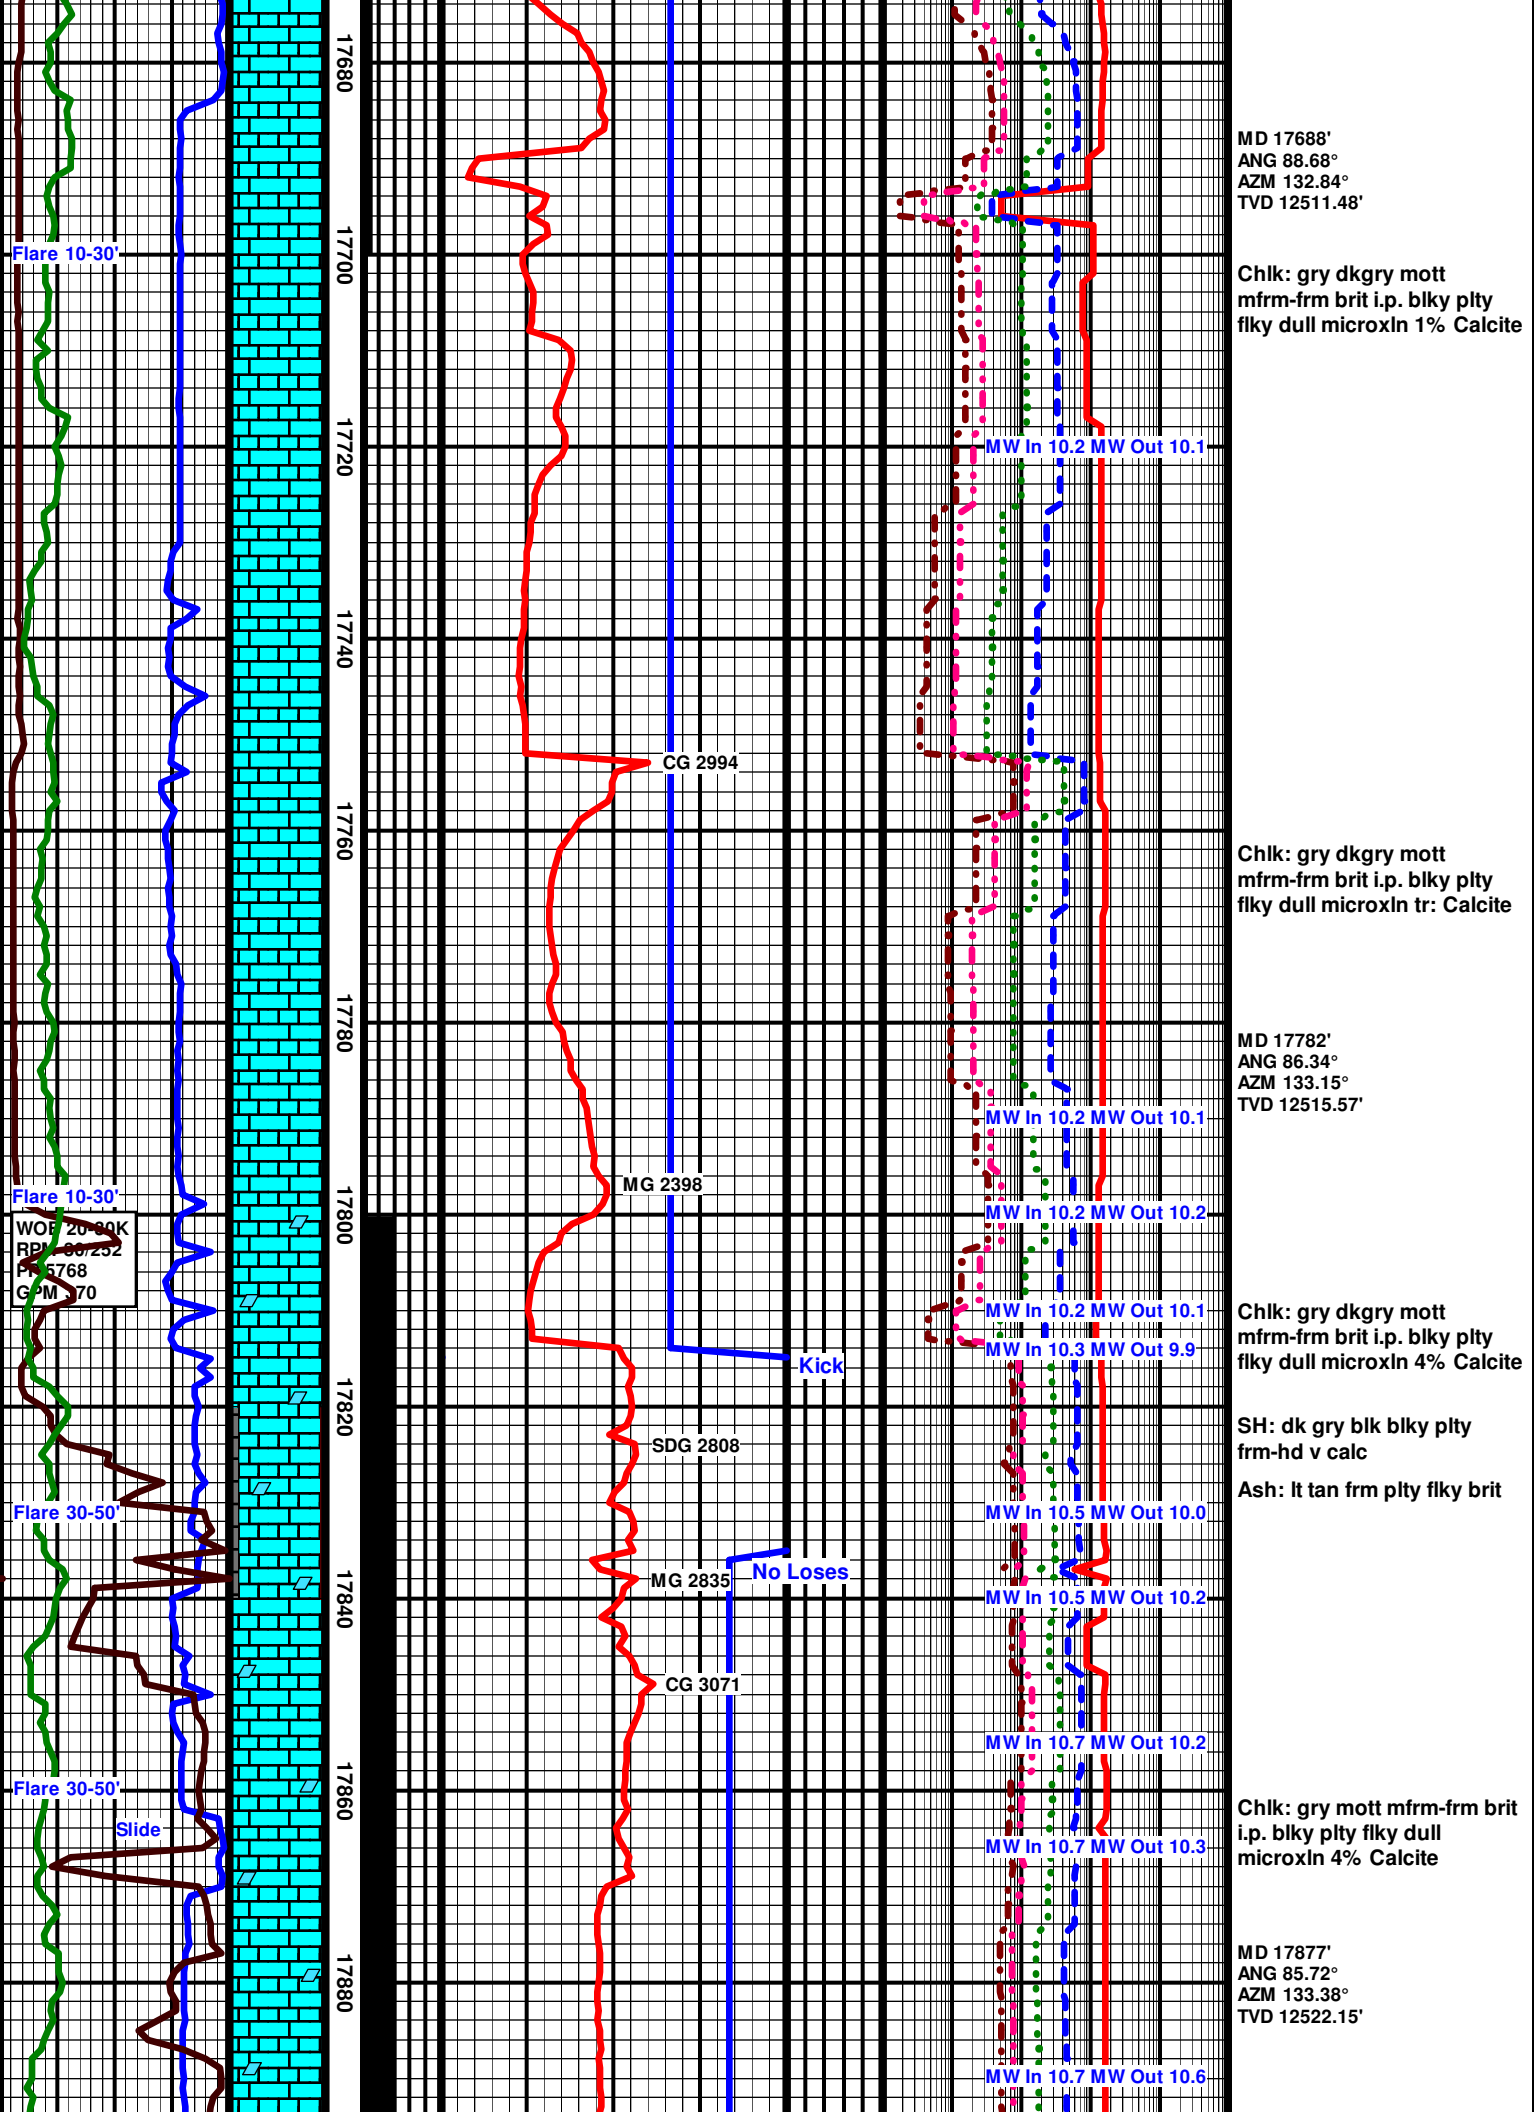 17680
MD 17688'
ANG 88.68°
AZM 132.84°
TVD 12511.48'
Flare 10-30'
17700
Chlk: gry dkgry mott
mfrm-frm brit i.p. blky plty
flky dull microxln 1% Calcite
17720
MW In 10.2 MW Out 10.1
17740
CG 2994
17760
Chlk: gry dkgry mott
mfrm-frm brit i.p. blky plty
flky dull microxln tr: Calcite
17780
MD 17782'
ANG 86.34°
AZM 133.15°
TVD 12515.57'
MW In 10.2 MW Out 10.1
MG 2398
Flare 10-30'
17800
MW In 10.2 MW Out 10.2
WOB 20-30K
RPM /252
PP 5768
GPM 370
MW In 10.2 MW Out 10.1
Chlk: gry dkgry mott
mfrm-frm brit i.p. blky plty
flky dull microxln 4% Calcite
MW In 10.3 MW Out 9.9
Kick
17820
SH: dk gry blk blky plty
frm-hd v calc
SDG 2808
Ash: lt tan frm plty flky brit
Flare 30-50'
MW In 10.5 MW Out 10.0
No Loses
MG 2835
17840
MW In 10.5 MW Out 10.2
CG 3071
MW In 10.7 MW Out 10.2
17860
Flare 30-50'
Slide
Chlk: gry mott mfrm-frm brit
i.p. blky plty flky dull
microxln 4% Calcite
MW In 10.7 MW Out 10.3
17880
MD 17877'
ANG 85.72°
AZM 133.38°
TVD 12522.15'
MW In 10.7 MW Out 10.6